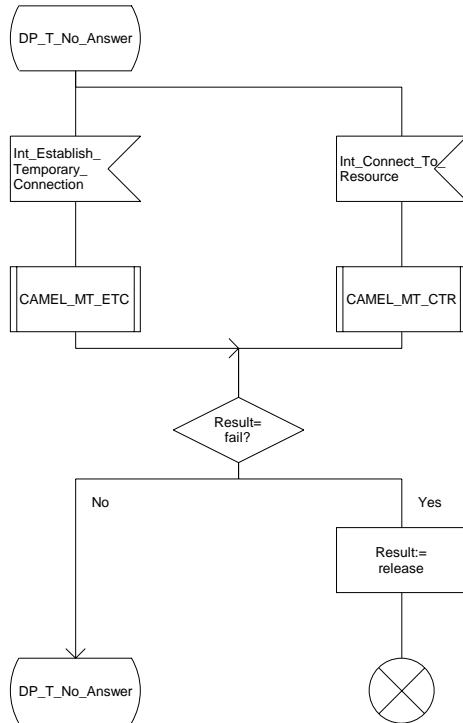 DP_T_No_Answer
Int_Establish_
Temporary_
Connection
Int_Connect_To_
Resource
CAMEL_MT_ETC
CAMEL_MT_CTR
Result=
fail?
No
Yes
Result:=
release
DP_T_No_Answer